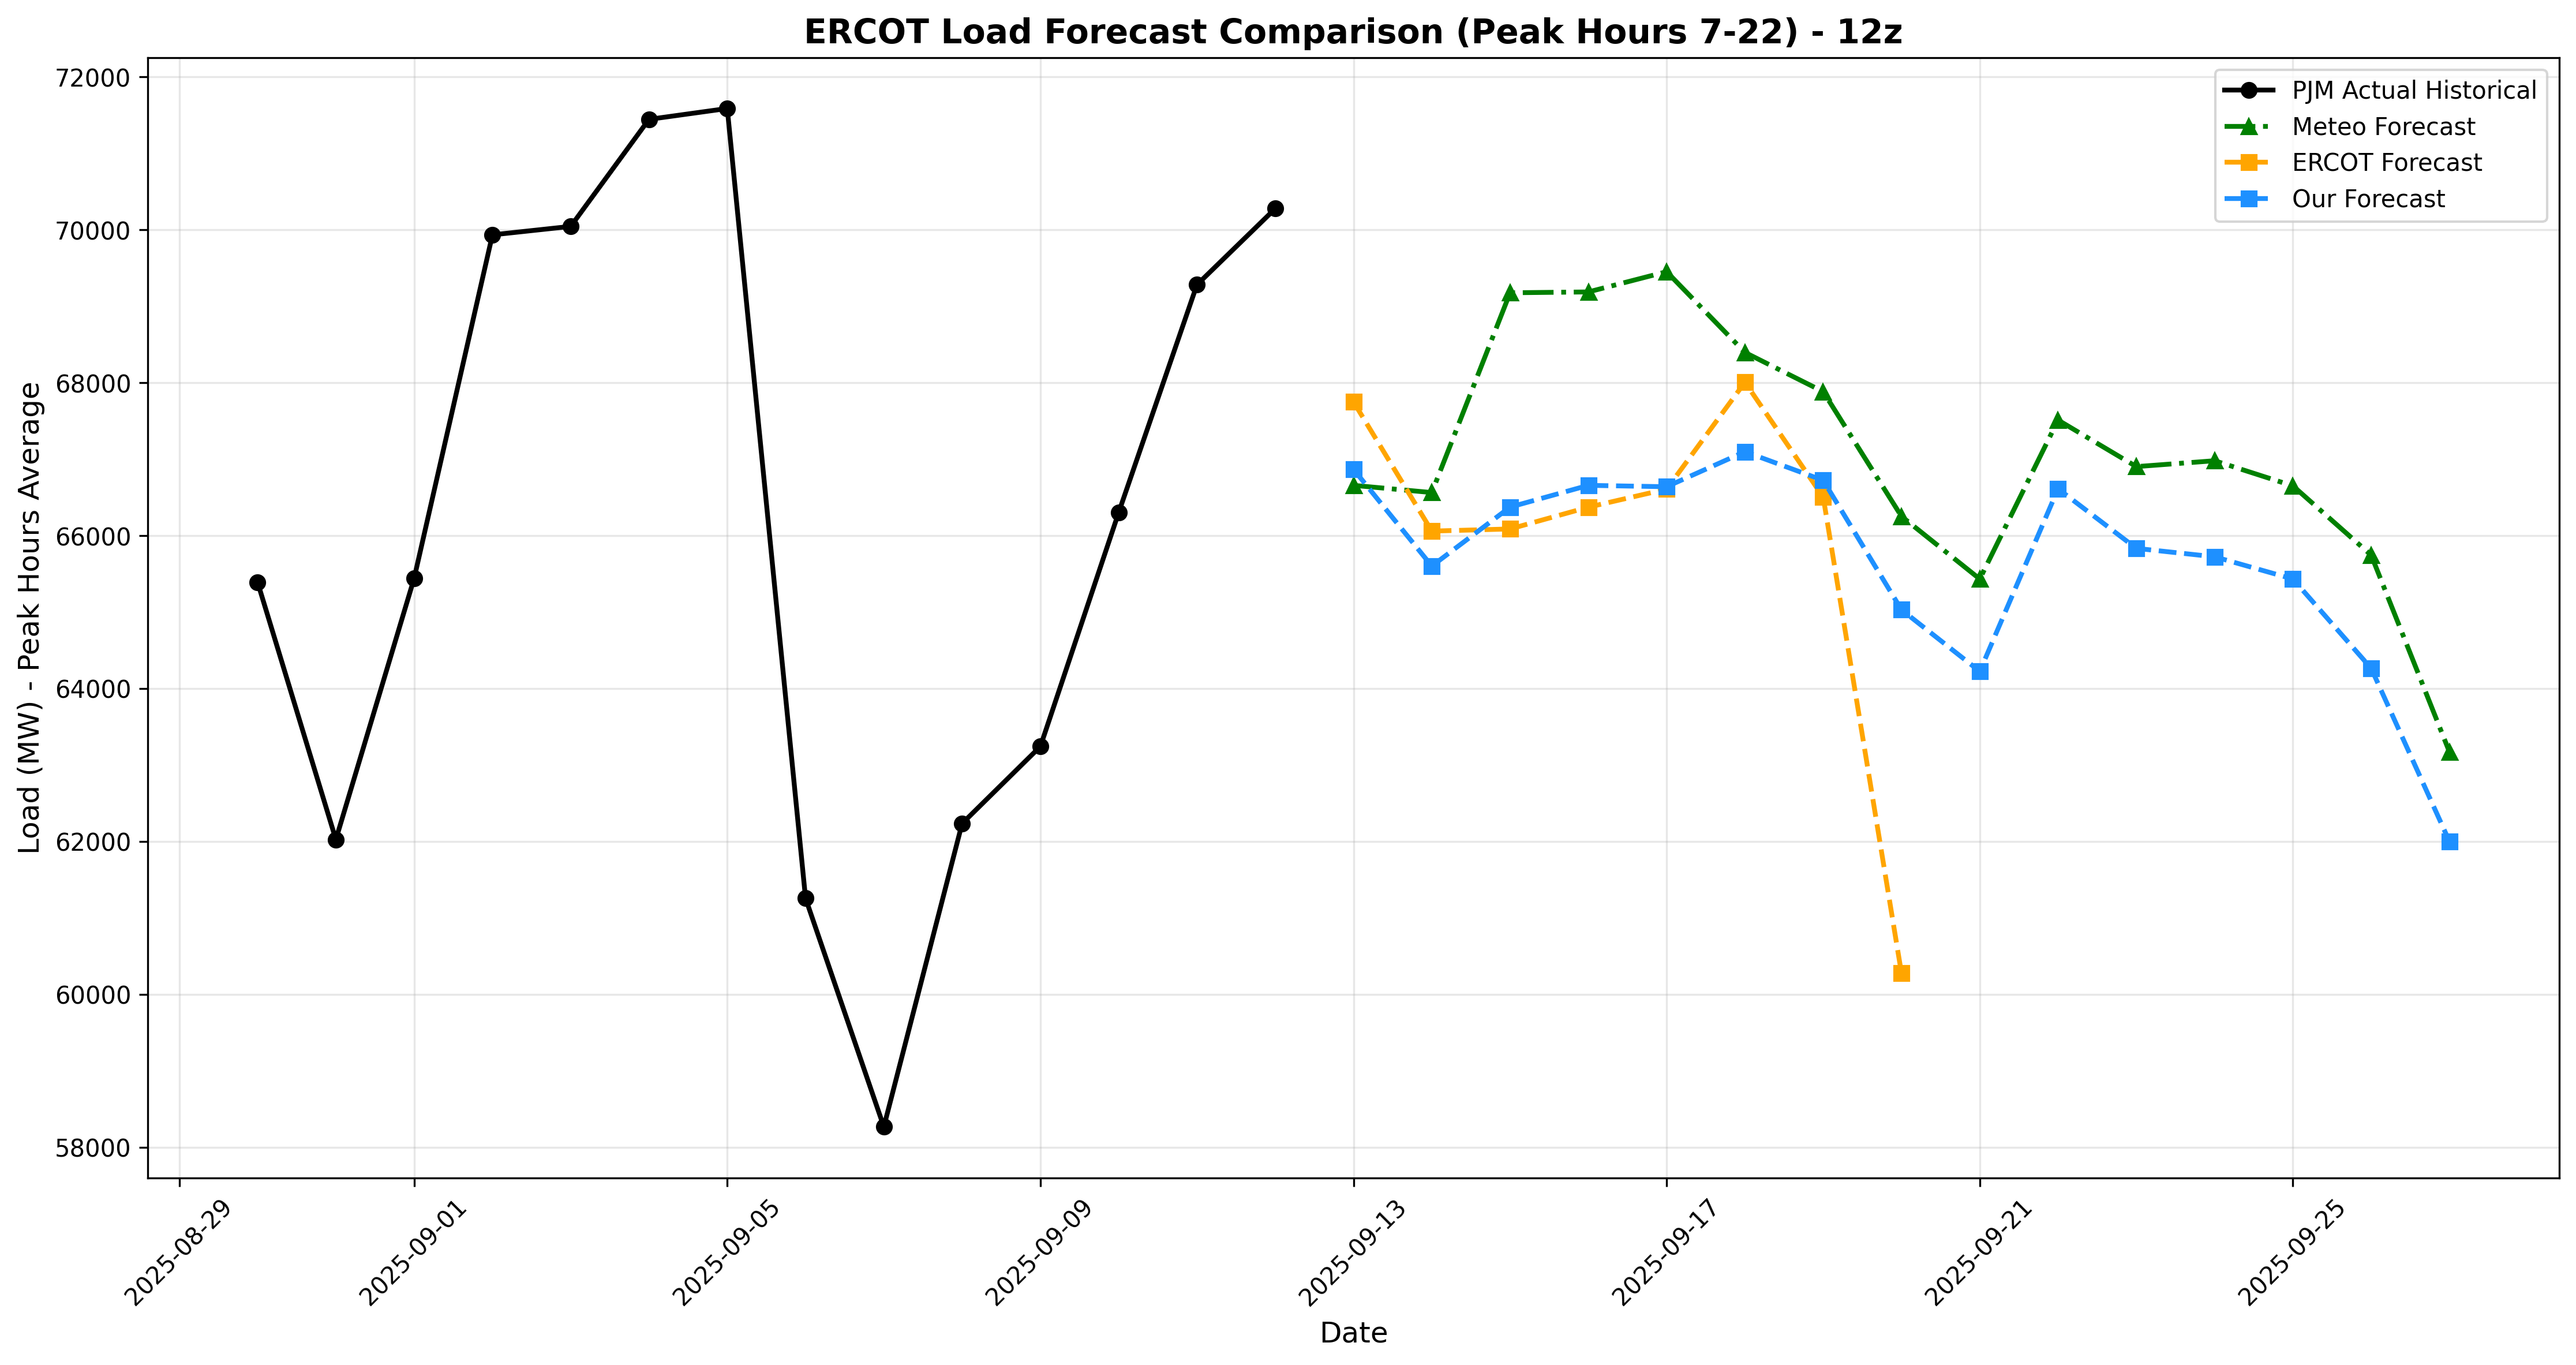 ERCOT Load Forecast Comparison (Peak Hours 7-22) - 12z
PJM Actual Historical
Meteo Forecast
ERCOT Forecast
Our Forecast
Load (MW) - Peak Hours Average
72000
70000
68000
66000
64000
62000
60000
58000
2025-08-29
2025-09-01
2025-09-05
2025-09-09
2025-09-13
2025-09-17
2025-09-21
2025-09-25
Date